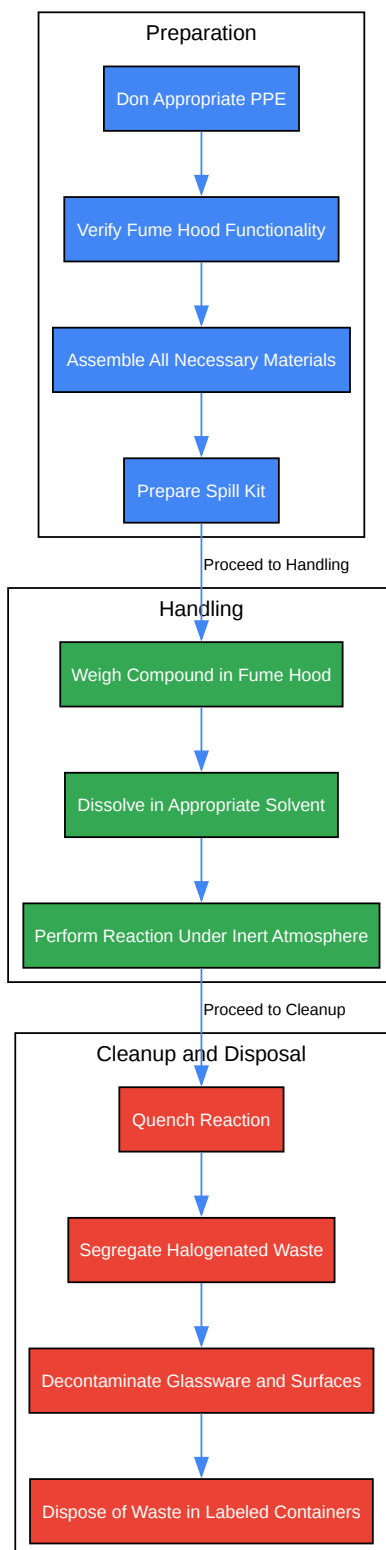 Preparation
Don Appropriate PPE
Verify Fume Hood Functionality
Assemble All Necessary Materials
Prepare Spill Kit
Proceed to Handling
Handling
Weigh Compound in Fume Hood
Dissolve in Appropriate Solvent
Perform Reaction Under Inert Atmosphere
Proceed to Cleanup
Cleanup and Disposal
Quench Reaction
Segregate Halogenated Waste
Decontaminate Glassware and Surfaces
Dispose of Waste in Labeled Containers